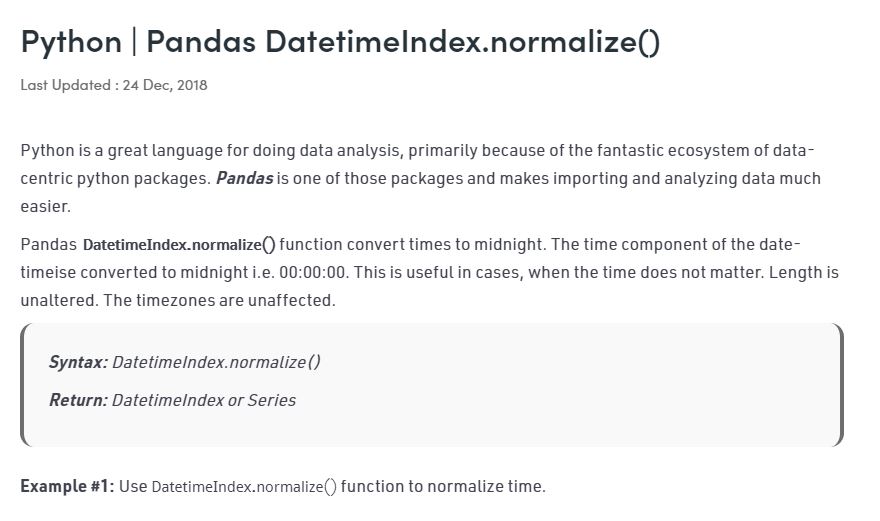 Python | Pandas DatetimeIndex.normalize()
Last Updated : 24 Dec, 2018
Python is a great language for doing data analysis, primarily because of the fantastic ecosystem of data-
centric python packages. Pandas is one of those packages and makes importing and analyzing data much
easier.
Pandas DatetimeIndex.normalize() function convert times to midnight. The time component of the date-
timeise converted to midnight i.e. 00:00:00. This is useful in cases, when the time does not matter. Length is
unaltered. The timezones are unaffected.
Syntax: DatetimeIndex.normalize()
Return: DatetimeIndex or Series
Example #1: Use DatetimeIndex.normalize() function to normalize time.